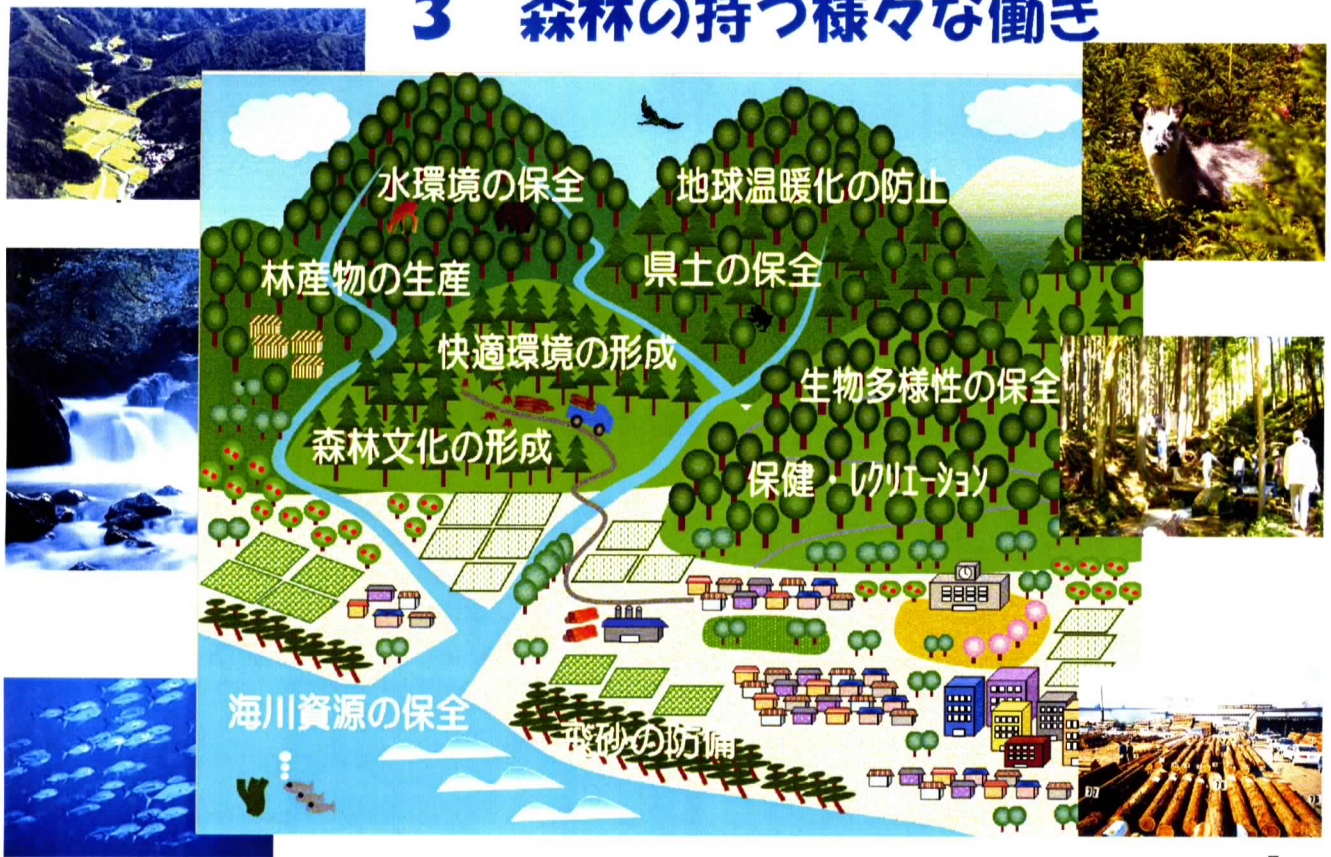 3 森林の持つ様々な働き
水環境の保全
地球温暖化の防止
林産物の生産
県土の保全
快適環境の形成
生物多様性の保全
森林文化の形成
保健・レクリエーション
海川資源の保全
飛砂の防備